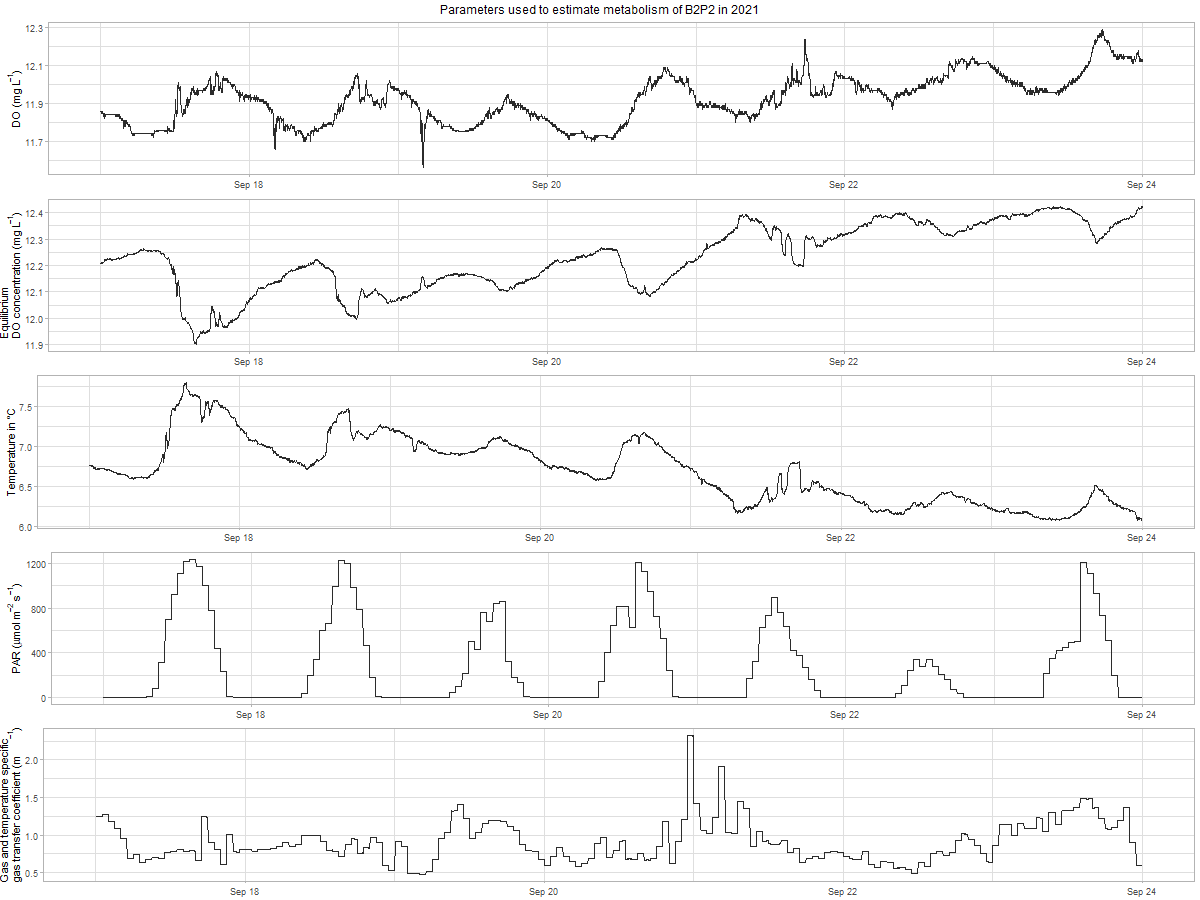 Parameters used to estimate metabolism of B2P2 in 2021
DO (mg L⁻¹)
12.3
12.1
11.9
11.7
Sep 18 Sep 20 Sep 22 Sep 24
Equilibrium
DO concentration (mg L⁻¹)
12.4
12.3
12.2
12.1
12.0
11.9
Sep 18 Sep 20 Sep 22 Sep 24
Temperature in °C
7.5
7.0
6.5
6.0
Sep 18 Sep 20 Sep 22 Sep 24
PAR (umol m⁻² s⁻¹)
1200
800
400
0
Sep 18 Sep 20 Sep 22 Sep 24
Gas and temperature specific
gas transfer coefficient (m⁻¹)
2.0
1.5
1.0
0.5
Sep 18 Sep 20 Sep 22 Sep 24